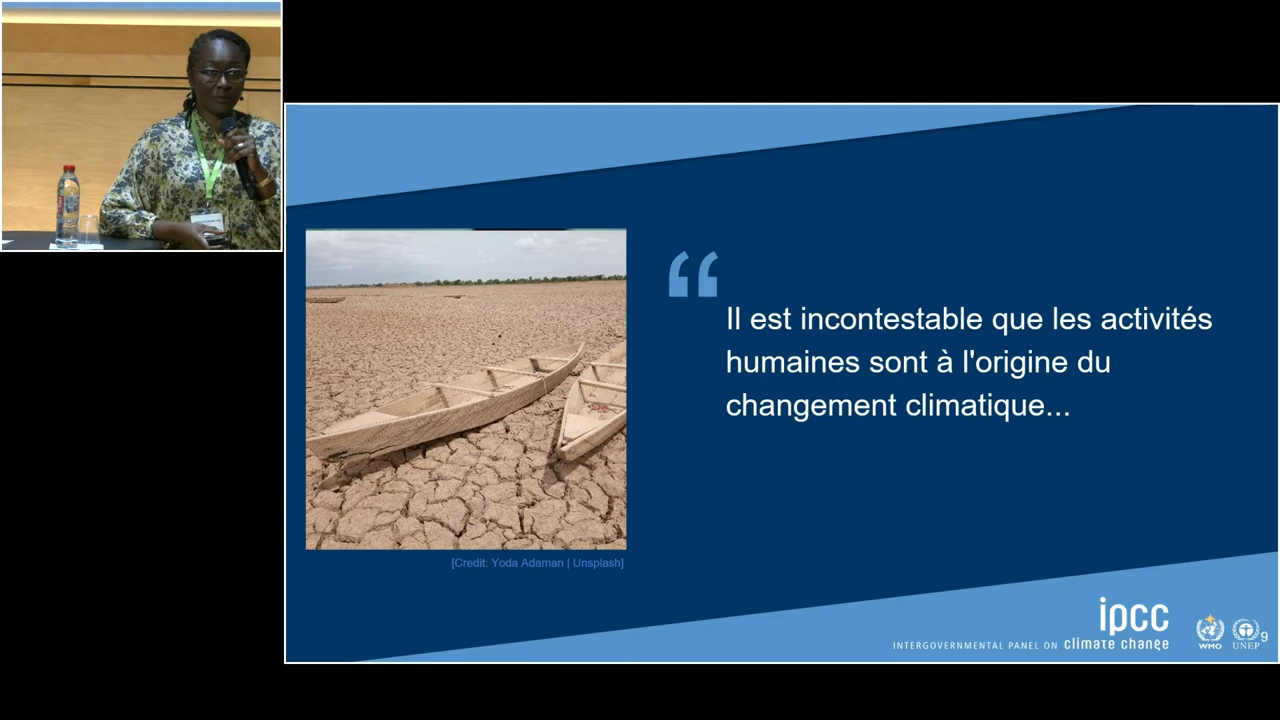 “
Il est incontestable que les activités
humaines sont à l'origine du
changement climatique...
[Credit: Yoda Adaman | Unsplash]
ipcc
INTERGOVERNMENTAL PANEL ON climate change
WMO
UNEP
9